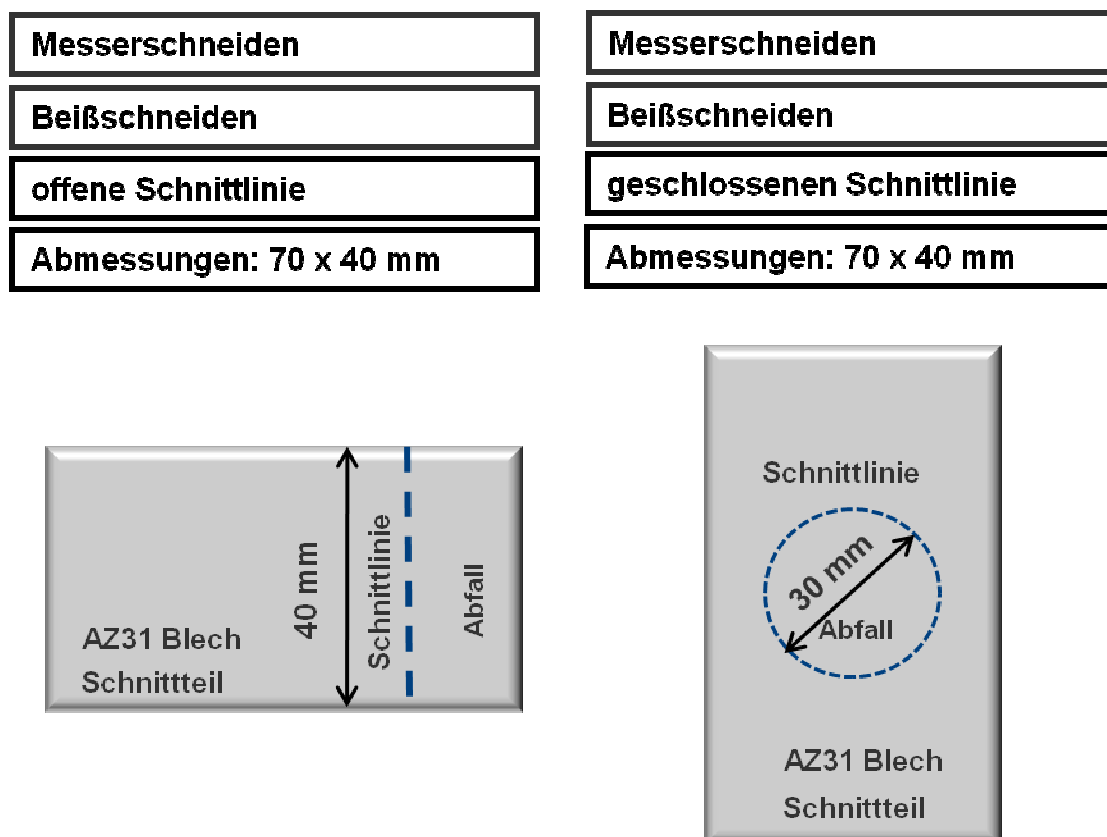 Messerschneiden
Beißschneiden
offene Schnittlinie
Abmessungen: 70 x 40 mm
Messerschneiden
Beißschneiden
geschlossenen Schnittlinie
Abmessungen: 70 x 40 mm
40 mm
Schnittlinie
Abfall
AZ31 Blech
Schnittteil
Schnittlinie
30 mm
Abfall
AZ31 Blech
Schnittteil